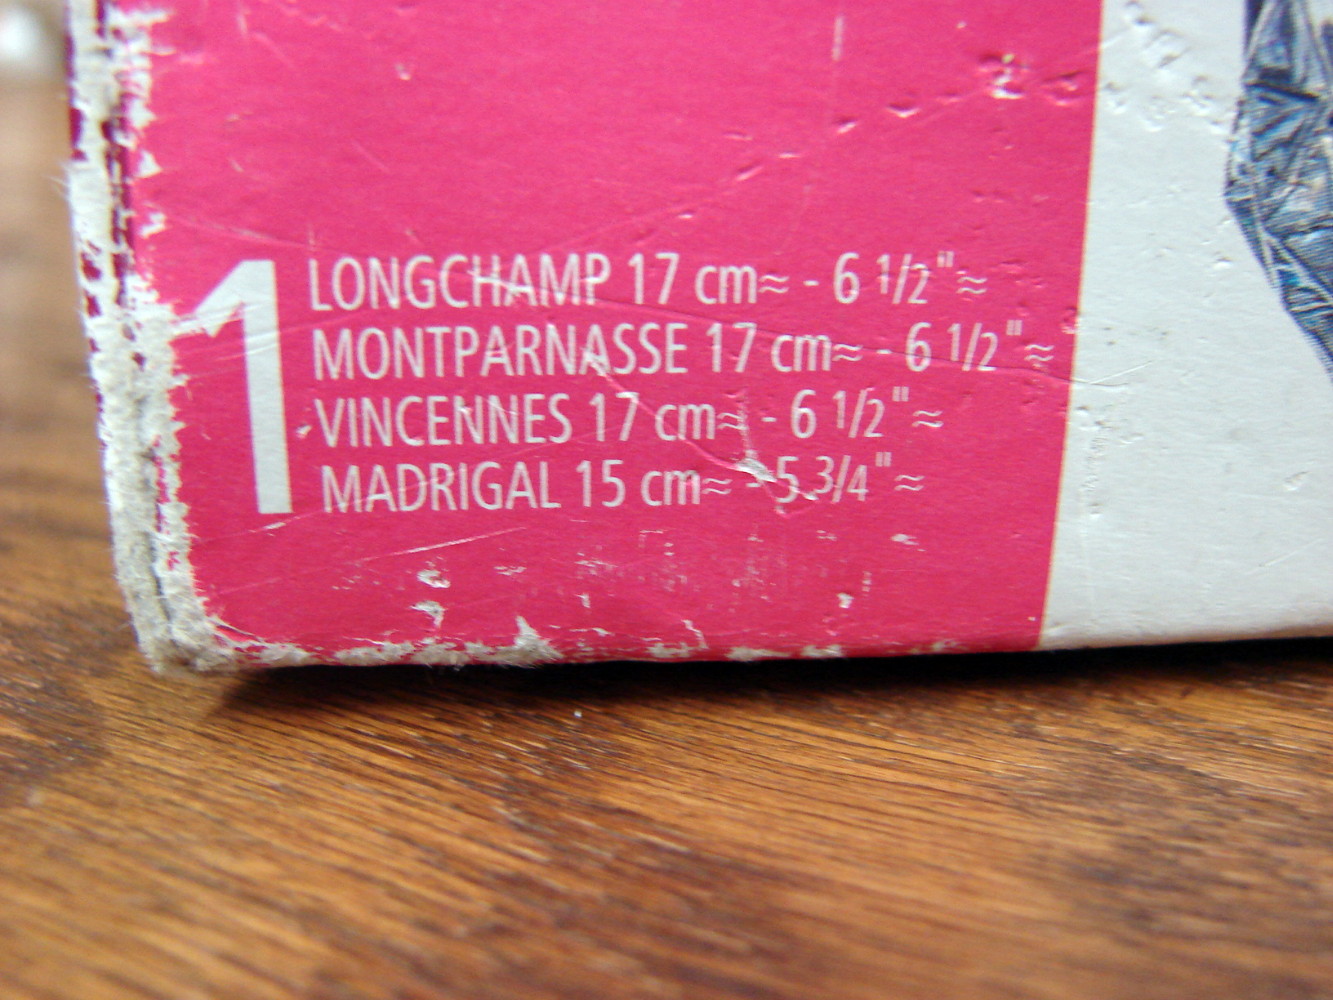 1
LONGCHAMP 17 cm≈ - 6 1/2"≈
MONTPARNASSE 17 cm≈ - 6 1/2"≈
VINCENNES 17 cm≈ - 6 1/2"≈
MADRIGAL 15 cm≈ - 5.3/4"≈